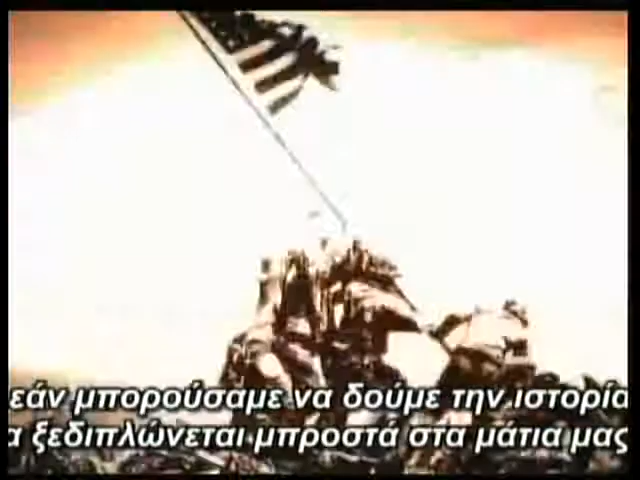 εάν μπορούσαμε να δούμε την ιστορία
α ξεδιπλώνεται μπροστά στα μάτια μας